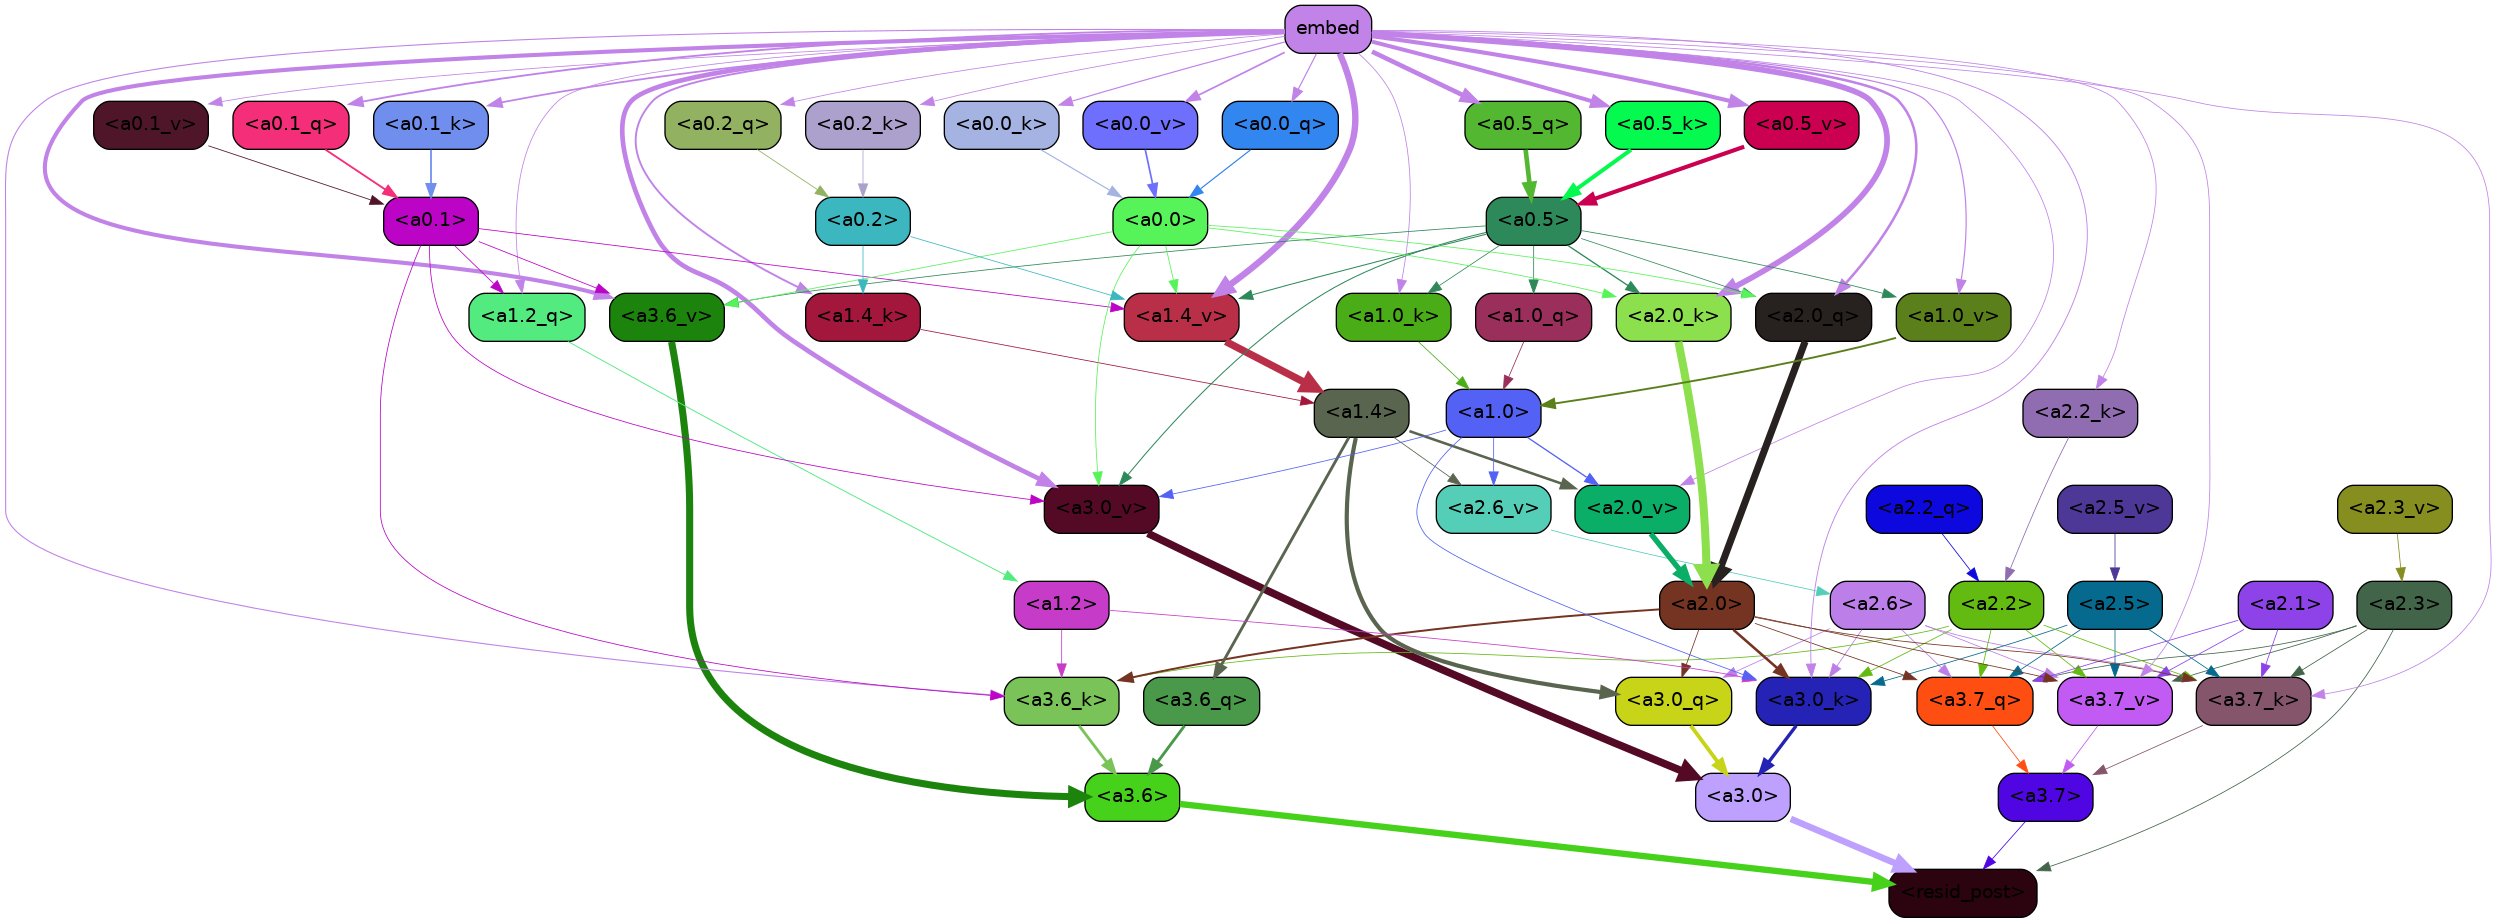 embed
<a0.1_v>
<a0.1_q>
<a0.1_k>
<a0.2_q>
<a0.2_k>
<a0.0_k>
<a0.0_v>
<a0.0_q>
<a0.5_q>
<a0.5_k>
<a0.5_v>
<a0.1>
<a0.2>
<a0.0>
<a0.5>
<a1.2_q>
<a3.6_v>
<a1.4_k>
<a1.4_v>
<a1.0_k>
<a1.0_q>
<a2.0_k>
<a2.0_q>
<a1.0_v>
<a1.4>
<a1.0>
<a2.2_k>
<a3.0_v>
<a2.6_v>
<a2.0_v>
<a2.2_q>
<a2.5_v>
<a2.3_v>
<a1.2>
<a2.0>
<a2.6>
<a2.2>
<a2.5>
<a2.1>
<a2.3>
<a3.6_k>
<a3.6_q>
<a3.0_q>
<a3.0_k>
<a3.7_q>
<a3.7_v>
<a3.7_k>
<a3.6>
<a3.0>
<a3.7>
<resid_post>